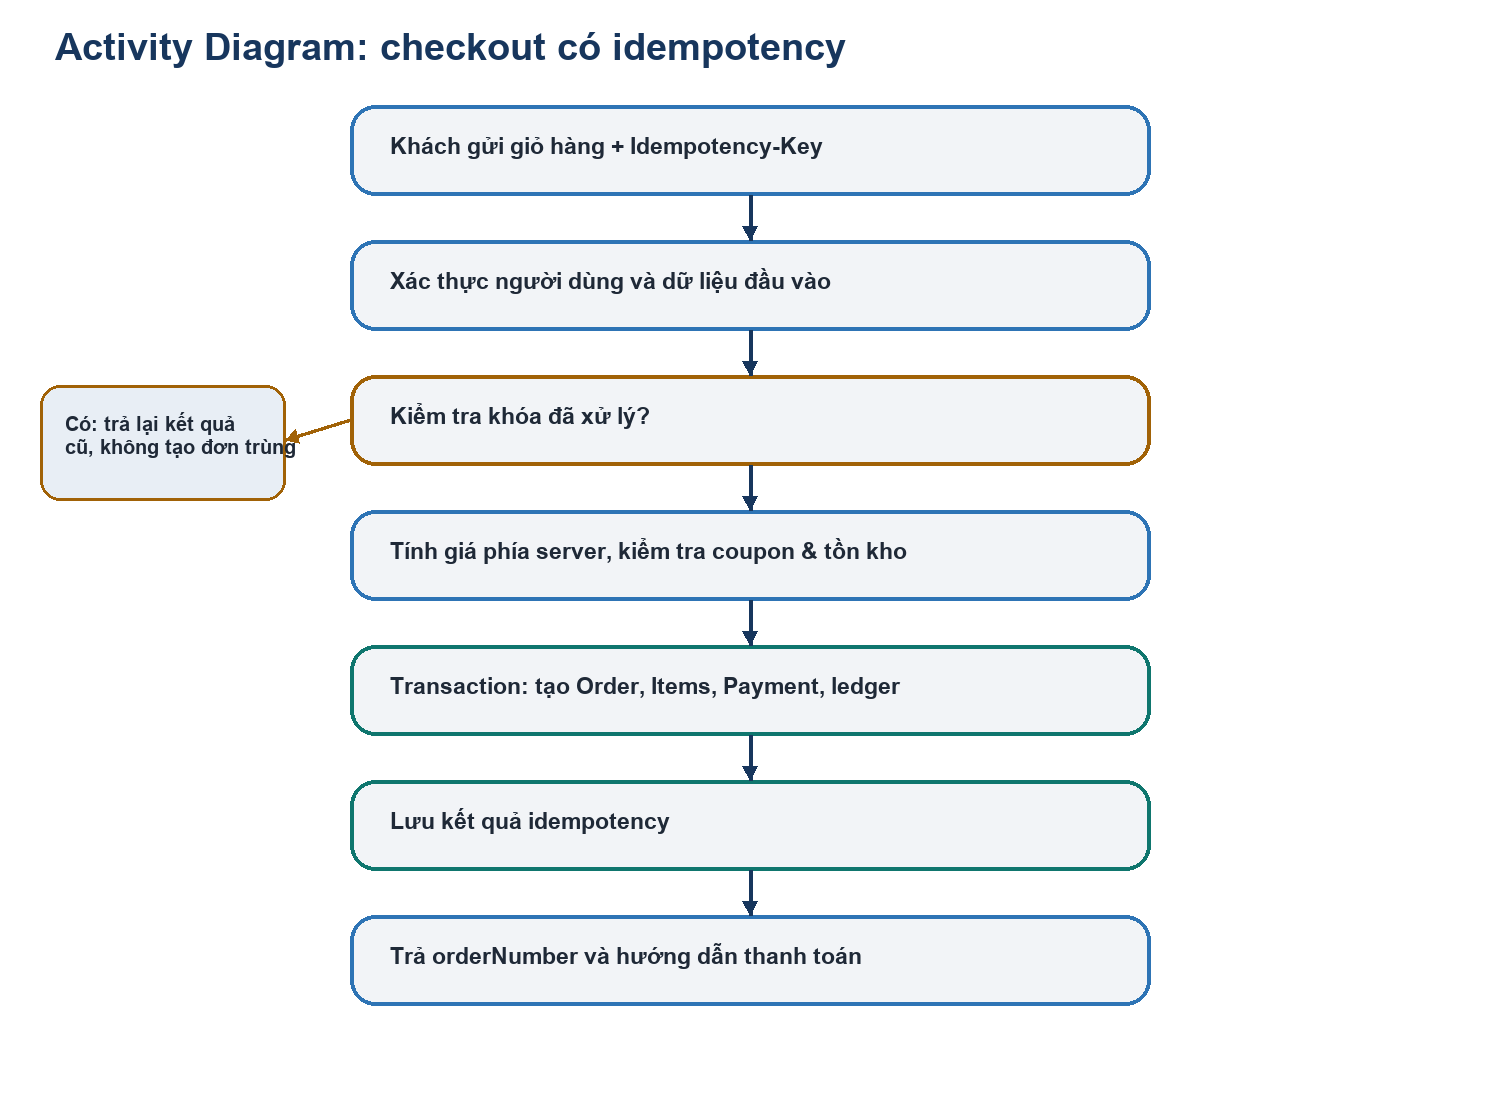 Activity Diagram: checkout có idempotency
Khách gửi giỏ hàng + Idempotency-Key
Xác thực người dùng và dữ liệu đầu vào
Kiểm tra khóa đã xử lý?
Có: trả lại kết quả
cũ, không tạo đơn trùng
Tính giá phía server, kiểm tra coupon & tồn kho
Transaction: tạo Order, Items, Payment, ledger
Lưu kết quả idempotency
Trả orderNumber và hướng dẫn thanh toán